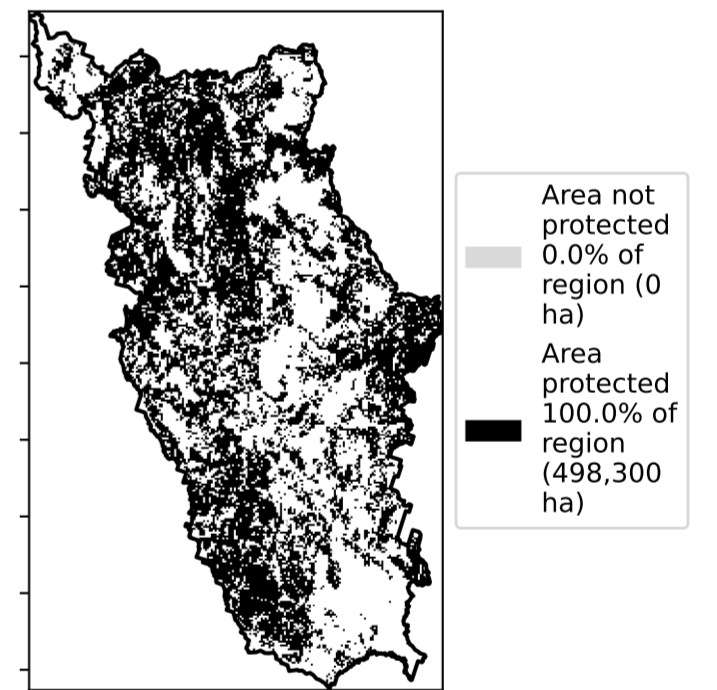 Area not
protected
0.0% of
region (0
ha)
Area
protected
100.0% of
region
(498,300
ha)